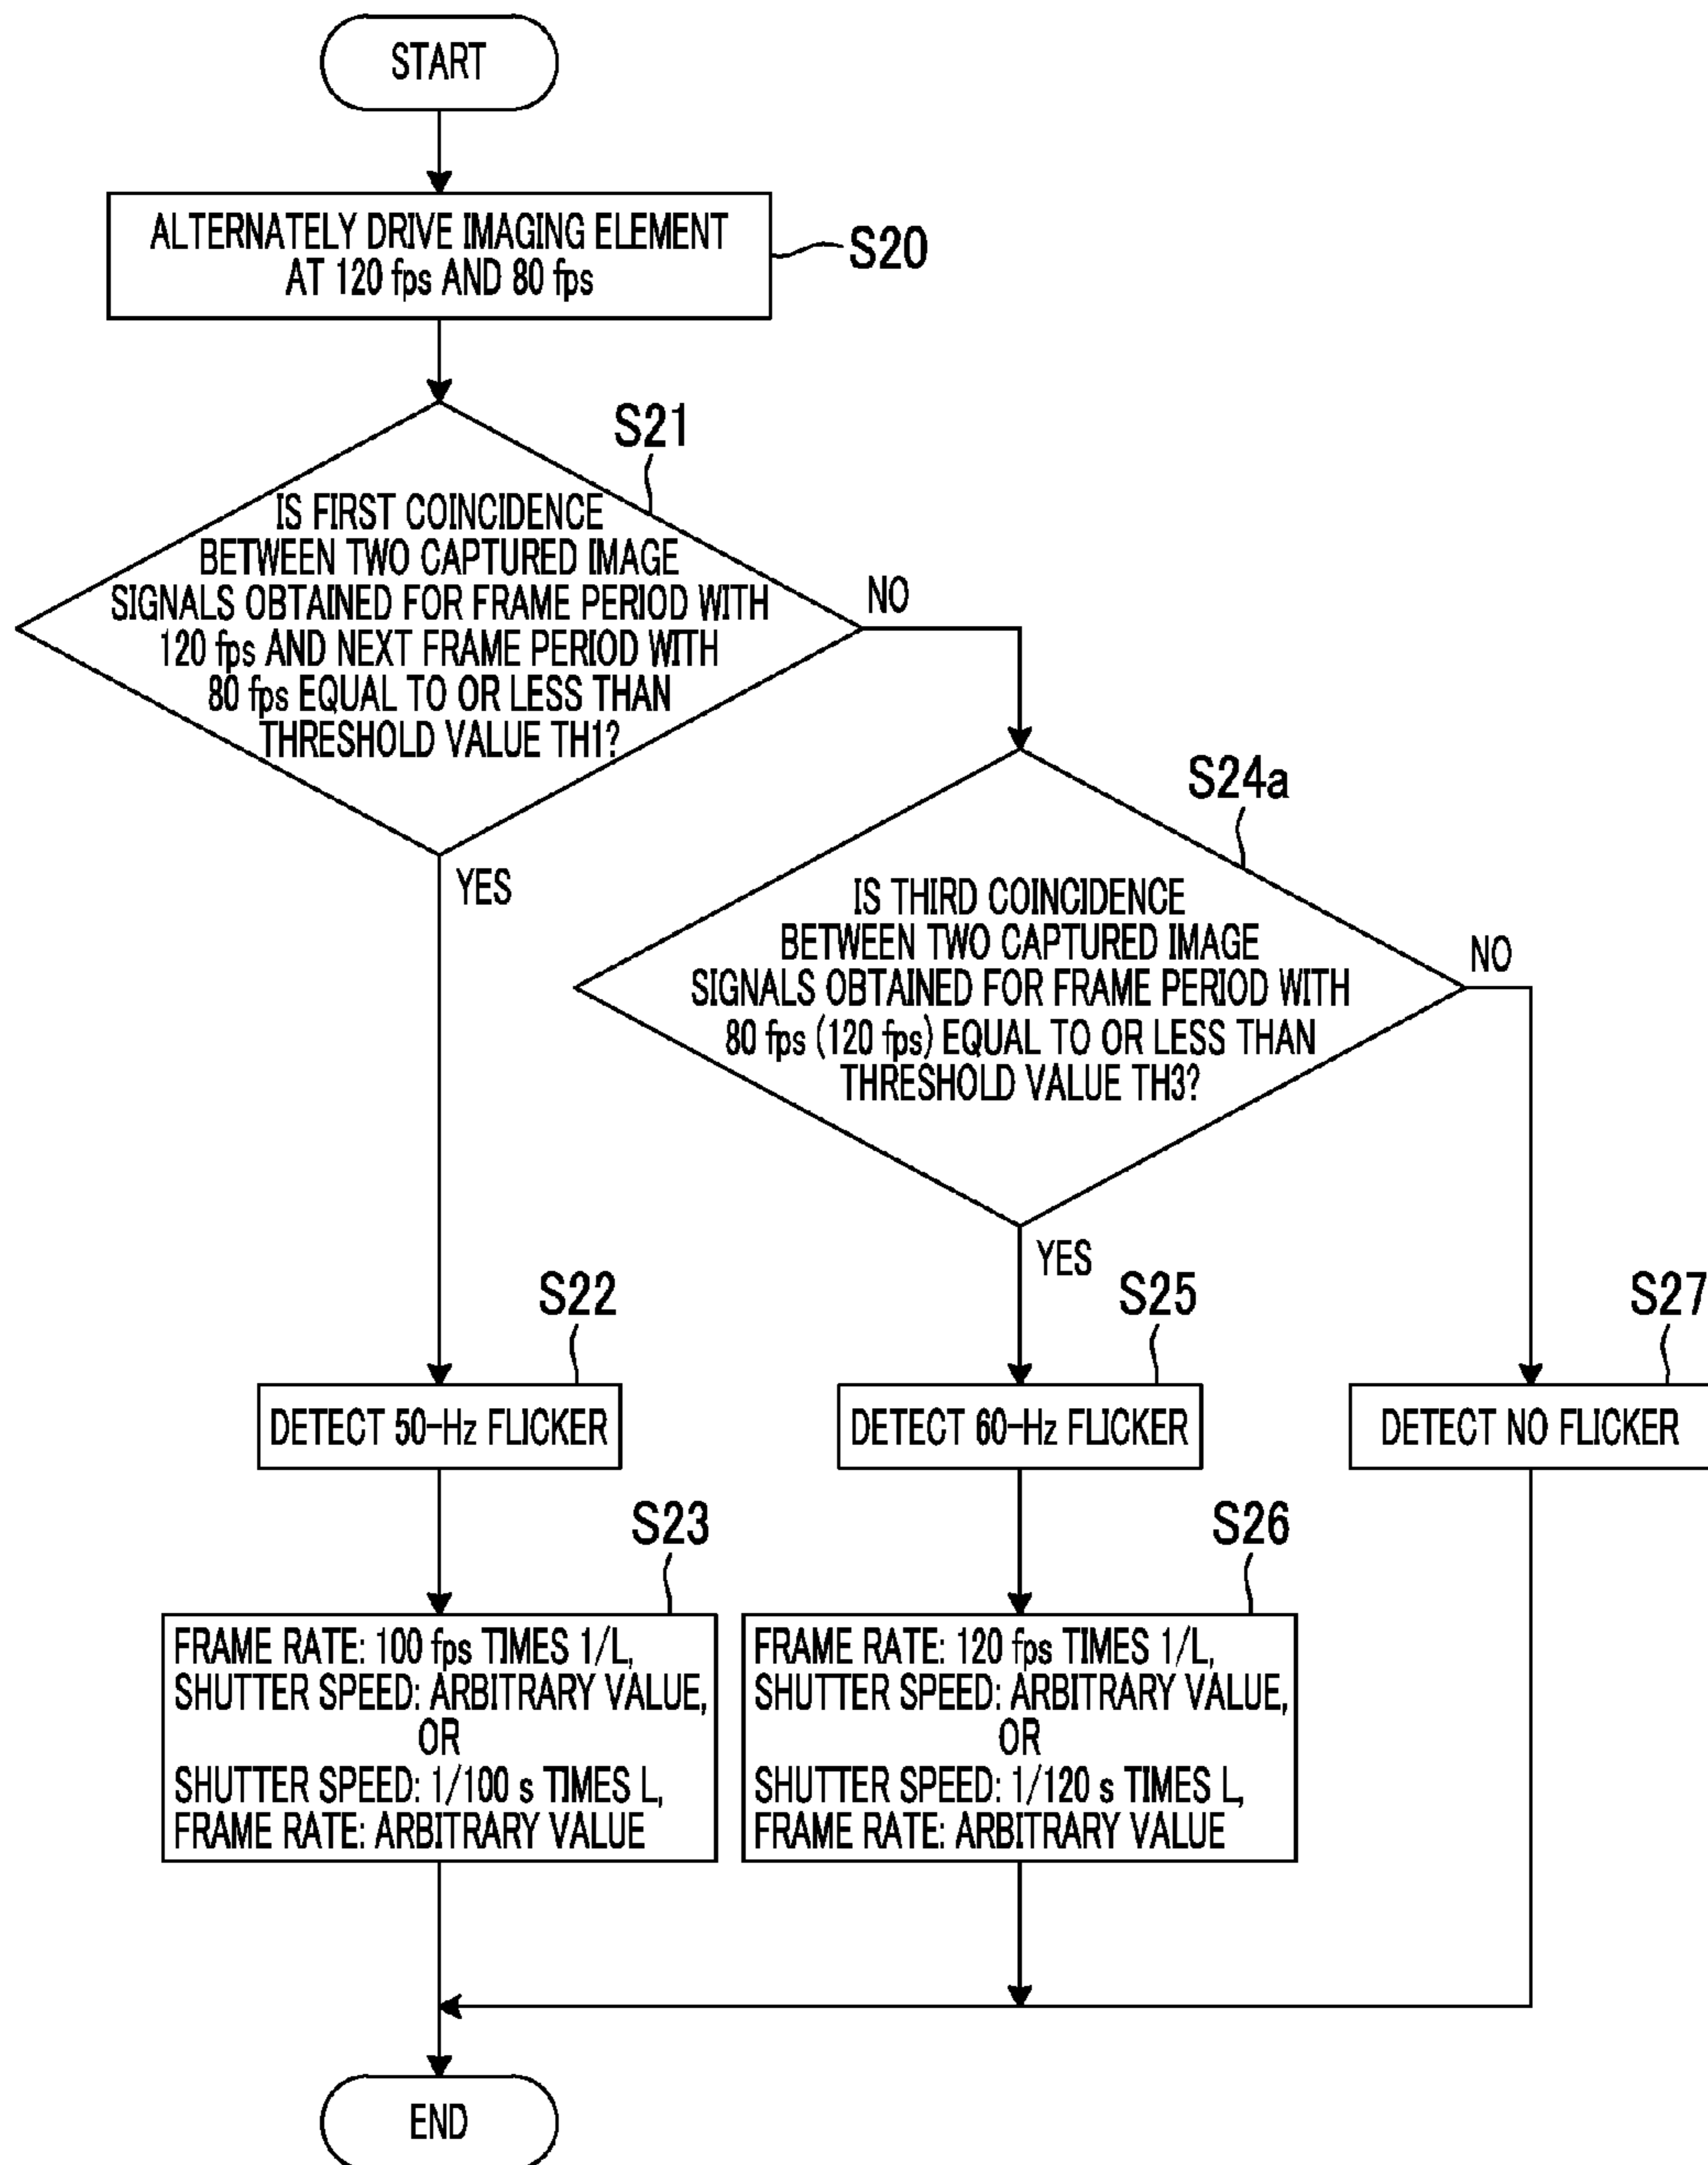 START
ALTERNATELY DRIVE IMAGING ELEMENT
AT 120 fps AND 80 fps
S20
S21
IS FIRST COINCIDENCE
BETWEEN TWO CAPTURED IMAGE
SIGNALS OBTAINED FOR FRAME PERIOD WITH
120 fps AND NEXT FRAME PERIOD WITH
80 fps EQUAL TO OR LESS THAN
THRESHOLD VALUE TH1?
NO
YES
S24a
IS THIRD COINCIDENCE
BETWEEN TWO CAPTURED IMAGE
SIGNALS OBTAINED FOR FRAME PERIOD WITH
80 fps (120 fps) EQUAL TO OR LESS THAN
THRESHOLD VALUE TH3?
NO
YES
S22
DETECT 50-Hz FLICKER
S25
DETECT 60-Hz FLICKER
S27
DETECT NO FLICKER
S23
FRAME RATE: 100 fps TIMES 1/L,
SHUTTER SPEED: ARBITRARY VALUE,
OR
SHUTTER SPEED: 1/100 s TIMES L,
FRAME RATE: ARBITRARY VALUE
S26
FRAME RATE: 120 fps TIMES 1/L,
SHUTTER SPEED: ARBITRARY VALUE,
OR
SHUTTER SPEED: 1/120 s TIMES L,
FRAME RATE: ARBITRARY VALUE
END